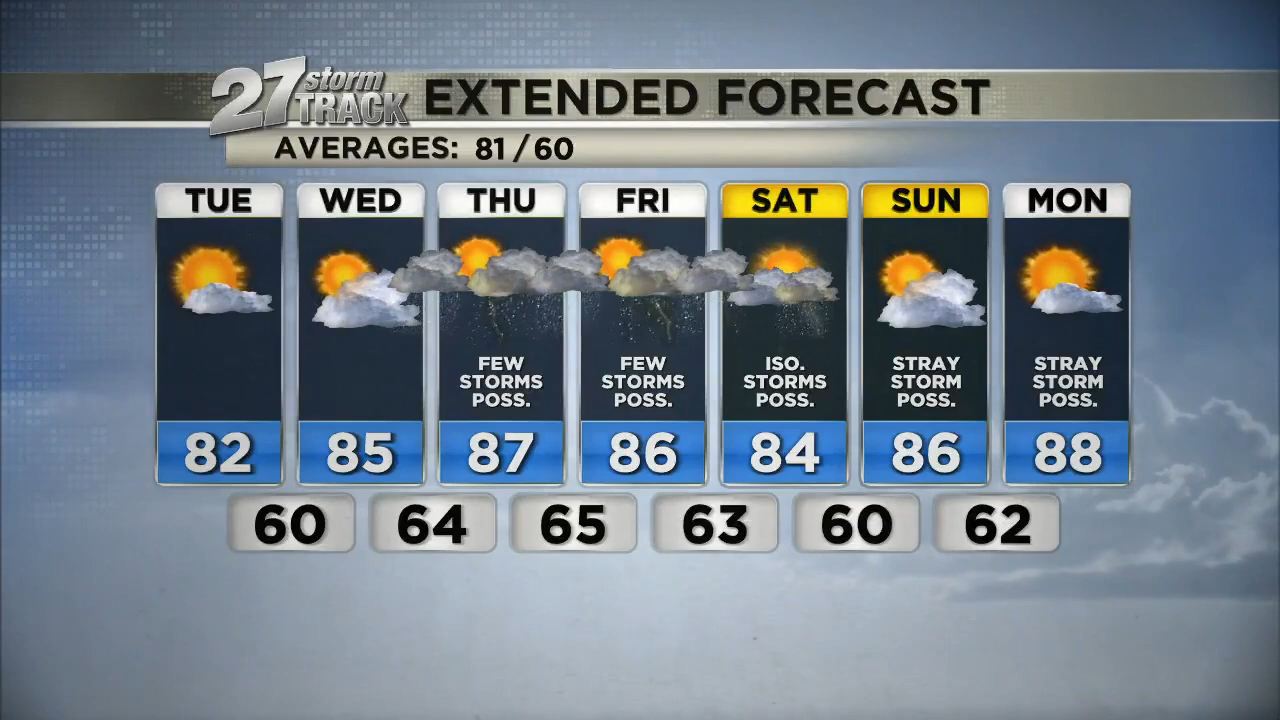 27 storm TRACK EXTENDED FORECAST
AVERAGES: 81 / 60
TUE WED THU FRI SAT SUN MON
FEW FEW ISO. STRAY STRAY
STORMS STORMS STORMS STORM STORM
POSS. POSS. POSS. POSS. POSS.
82 85 87 86 84 86 88
60 64 65 63 60 62